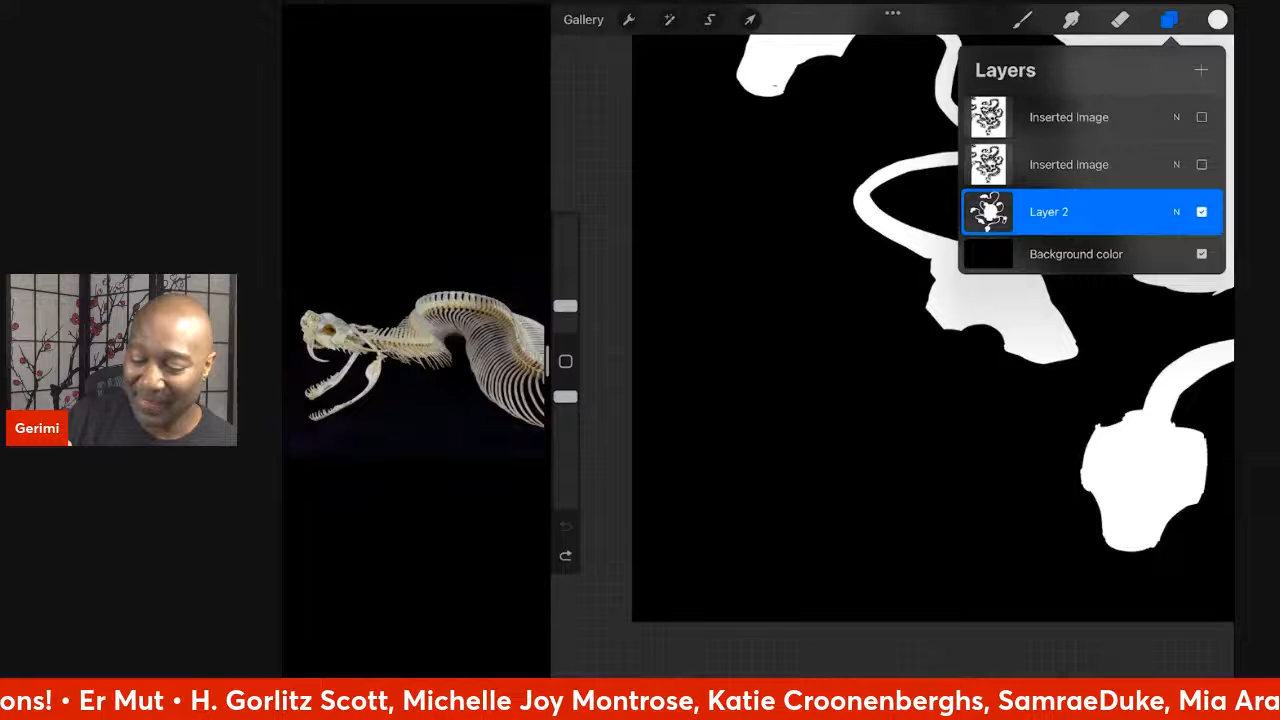 Gallery
Layers
Inserted Image N
Inserted Image N
Layer 2 N
Background color
Gerimi
ons! • Er Mut • H. Gorlitz Scott, Michelle Joy Montrose, Katie Croonenberghs, SamraeDuke, Mia Ara